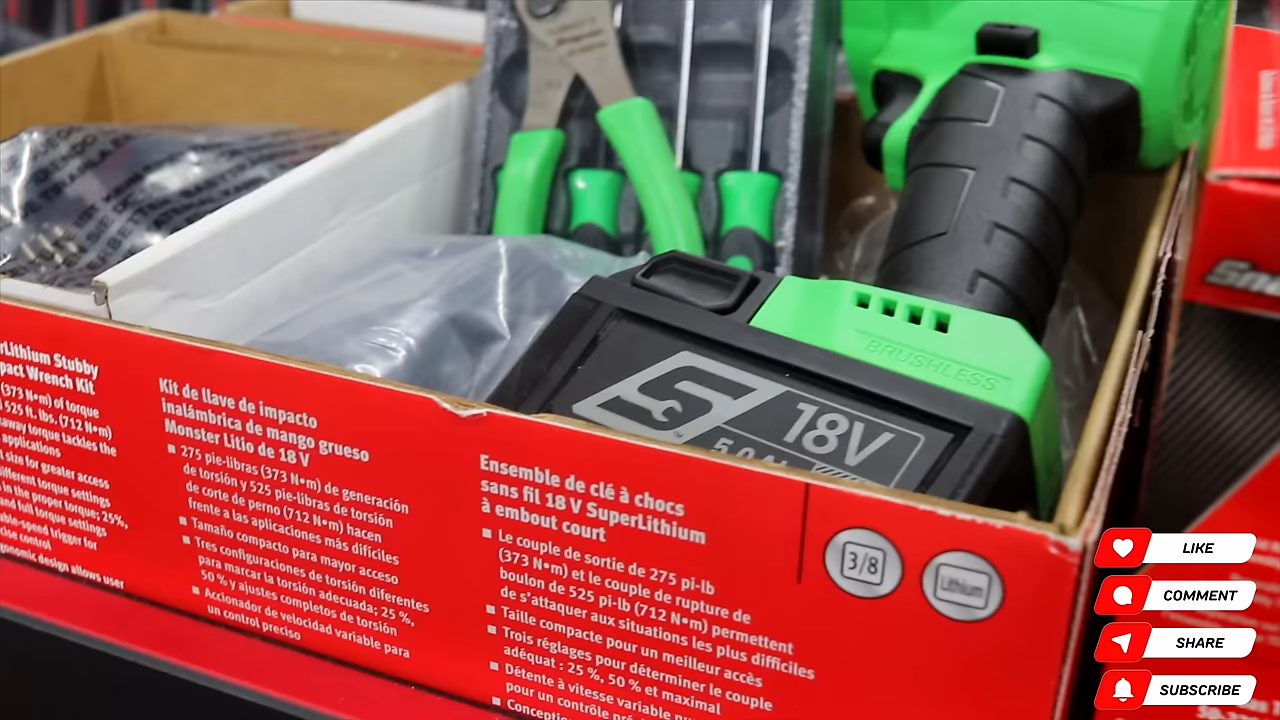 rLithium Stubby
pact Wrench Kit
(373 N•m) of torque
525 ft. lbs. (712 N•m)
away torque tackles the
applications
size for greater access
ifferent torque settings
in the proper torque; 25%,
and full torque settings
able-speed trigger for
cise control
gonomic design allows user
Kit de llave de impacto
inalámbrica de mango grueso
Monster Litio de 18 V
■ 275 pie-libras (373 N•m) de generación
de torsión y 525 pie-libras de torsión
de corte de perno (712 N•m) hacen
frente a las aplicaciones más difíciles
■ Tamaño compacto para mayor acceso
■ Tres configuraciones de torsión diferentes
para marcar la torsión adecuada; 25 %,
50 % y ajustes completos de torsión
■ Accionador de velocidad variable para
un control preciso
Ensemble de clé à chocs
sans fil 18 V SuperLithium
à embout court
■ Le couple de sortie de 275 pi-lb
(373 N•m) et le couple de rupture de
boulon de 525 pi-lb (712 N•m) permettent
de s'attaquer aux situations les plus difficiles
■ Taille compacte pour un meilleur accès
■ Trois réglages pour déterminer le couple
adéquat : 25 %, 50 % et maximal
■ Détente à vitesse variable
pour un contrôle
■ Conception
BRUSHLESS
18V
3/8
Lithium
LIKE
COMMENT
SHARE
SUBSCRIBE